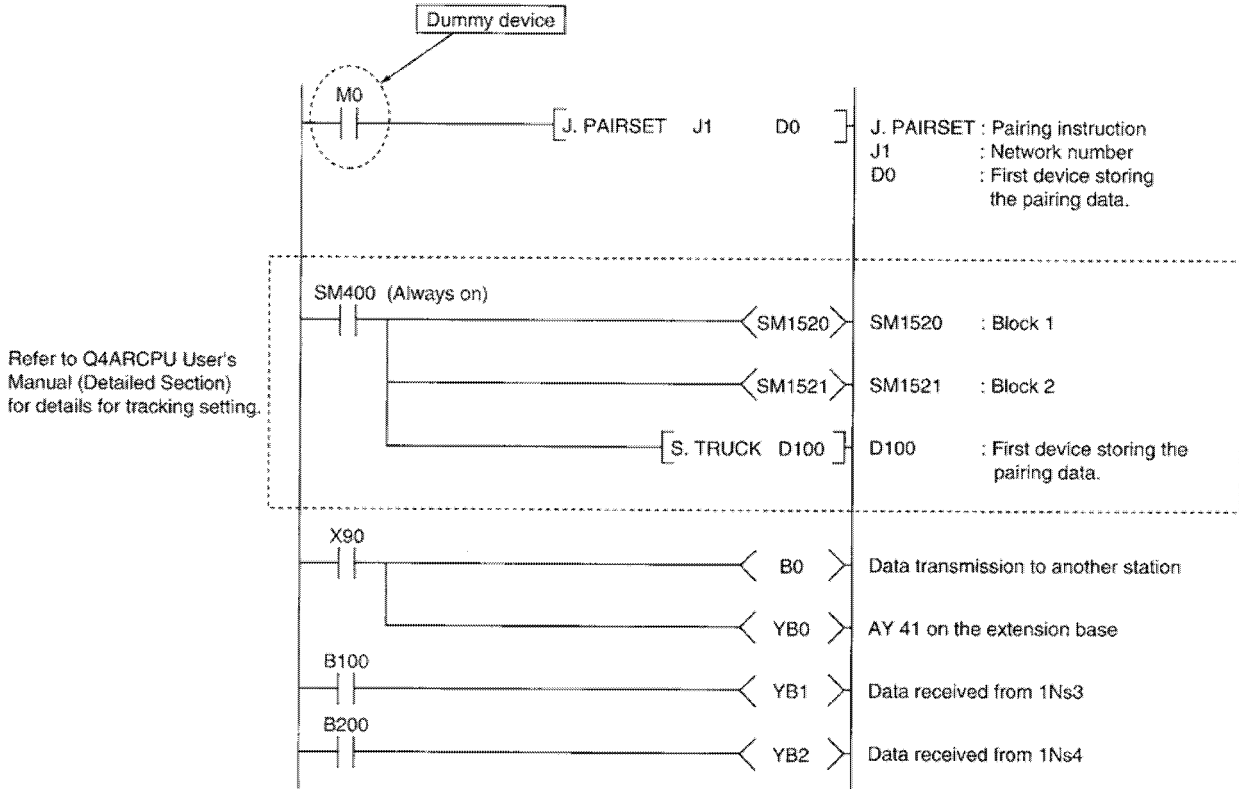 Dummy device
M0
J. PAIRSET J1 D0
J. PAIRSET : Pairing instruction
J1 : Network number
D0 : First device storing
the pairing data.
SM400 (Always on)
SM1520
SM1520 : Block 1
Refer to Q4ARCPU User's
Manual (Detailed Section)
for details for tracking setting.
SM1521
SM1521 : Block 2
S. TRUCK D100
D100 : First device storing the
pairing data.
X90
B0
Data transmission to another station
YB0
AY 41 on the extension base
B100
YB1
Data received from 1Ns3
B200
YB2
Data received from 1Ns4